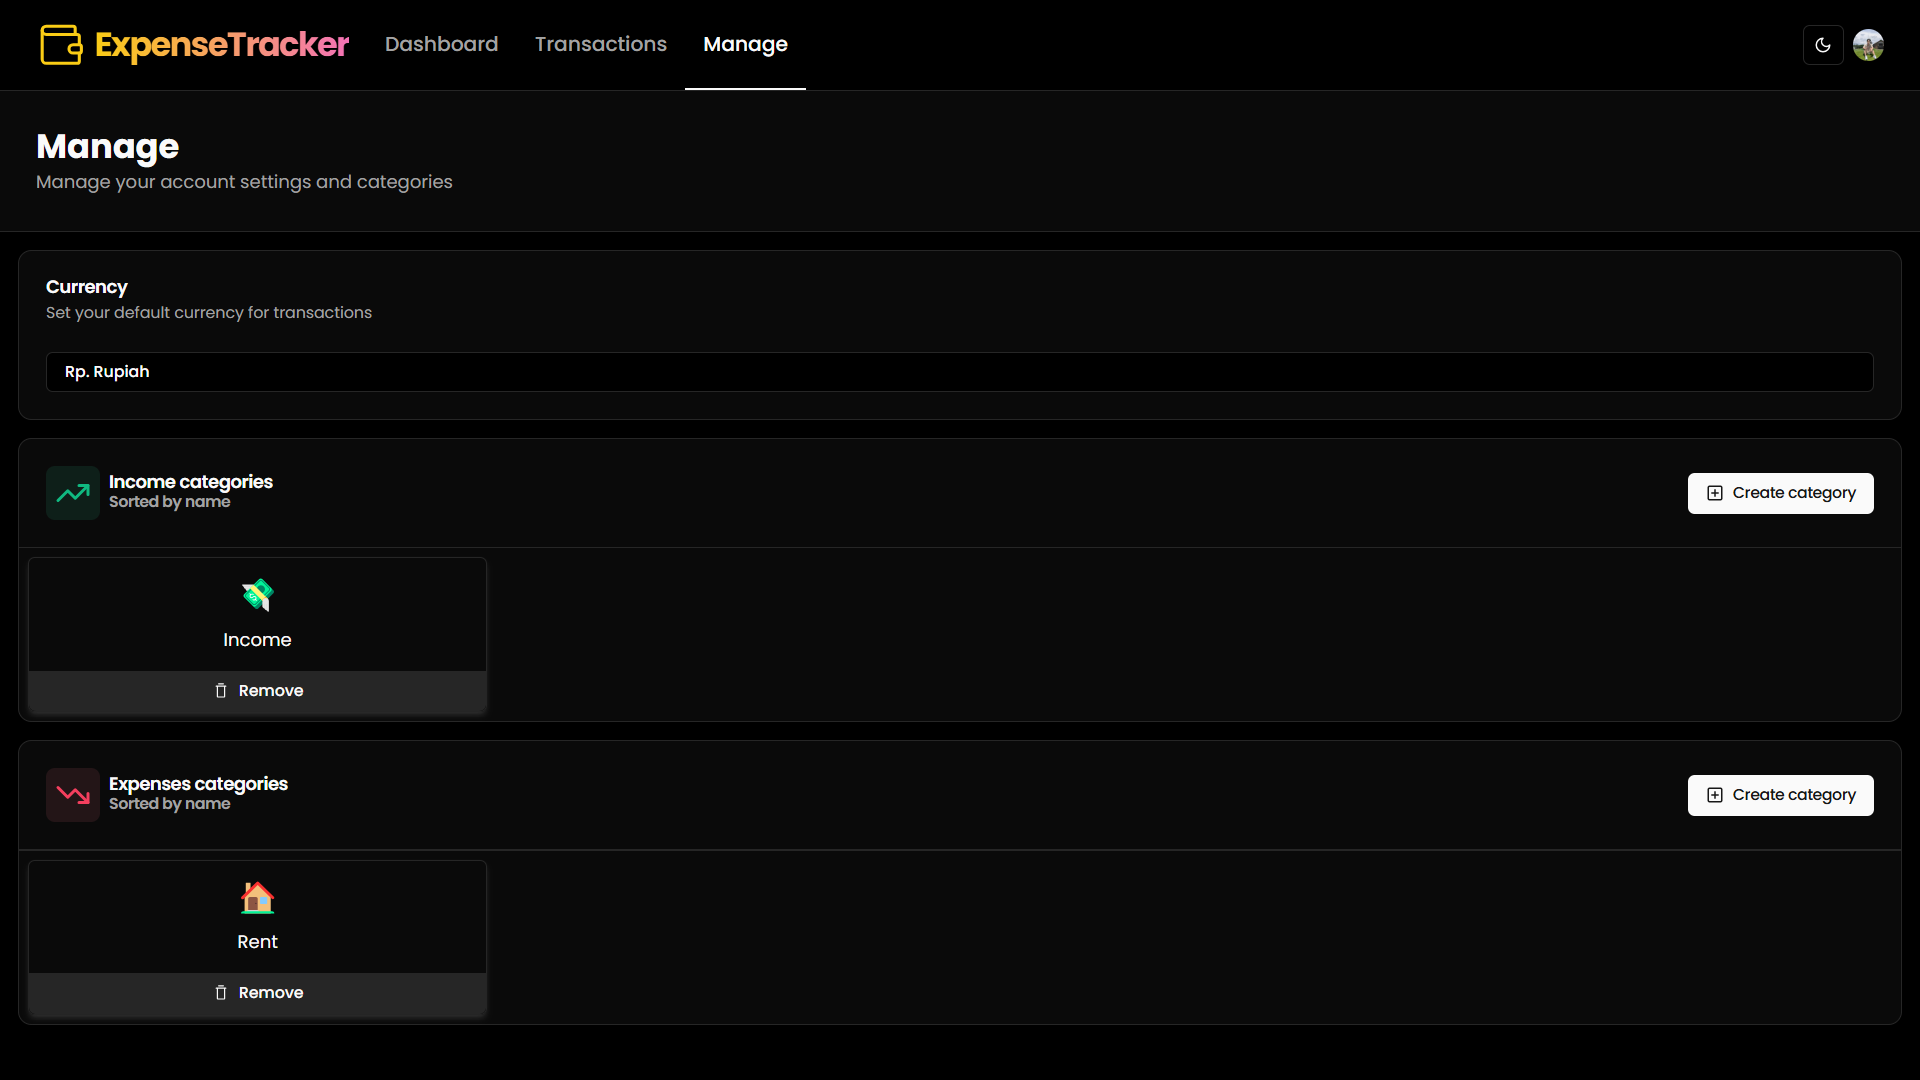 ExpenseTracker
Dashboard
Transactions
Manage
Manage
Manage your account settings and categories
Currency
Set your default currency for transactions
Rp. Rupiah
Income categories
Sorted by name
Create category
Income
Remove
Expenses categories
Sorted by name
Create category
Rent
Remove